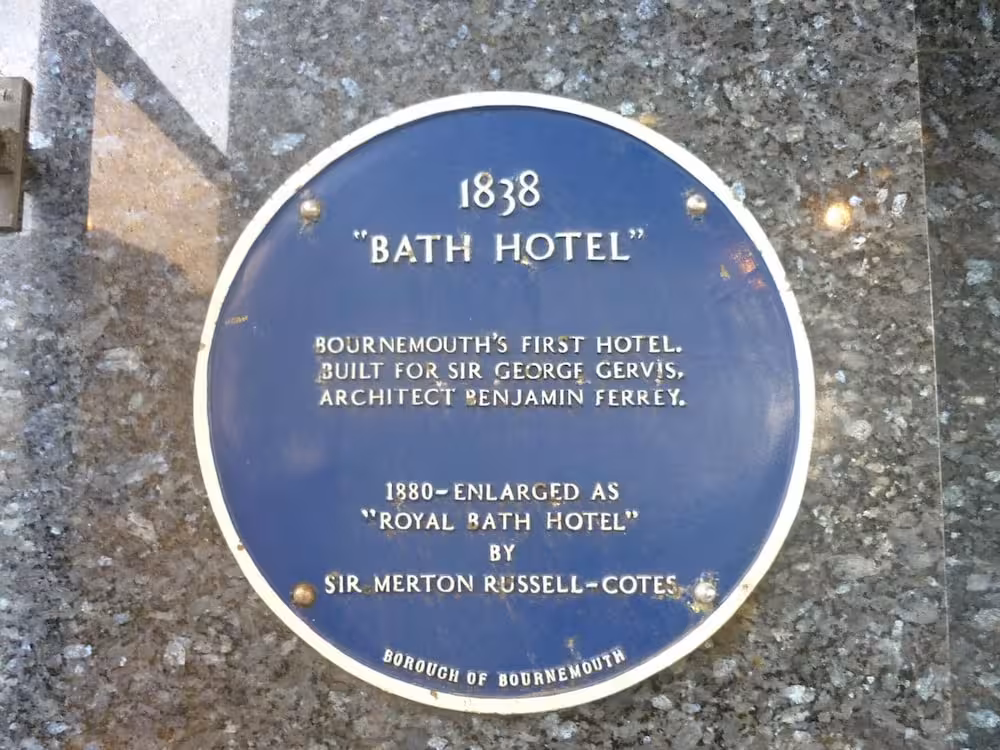 1838
"BATH HOTEL"
BOURNEMOUTH'S FIRST HOTEL.
BUILT FOR SIR GEORGE GERVIS,
ARCHITECT BENJAMIN FERREY.
1880-ENLARGED AS
"ROYAL BATH HOTEL"
BY
SIR MERTON RUSSELL-COTES
BOROUGH OF BOURNEMOUTH